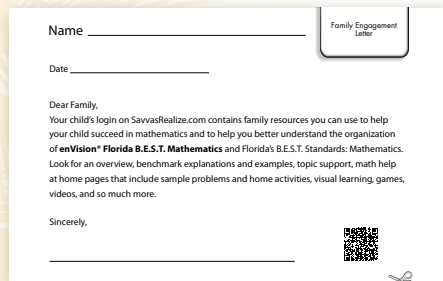 Family Engagement
Letter
Name
Date
Dear Family,
Your child's login on SavvasRealize.com contains family resources you can use to help
your child succeed in mathematics and to help you better understand the organization
of enVision® Florida B.E.S.T. Mathematics and Florida's B.E.S.T. Standards: Mathematics.
Look for an overview, benchmark explanations and examples, topic support, math help
at home pages that include sample problems and home activities, visual learning, games,
videos, and so much more.
Sincerely,